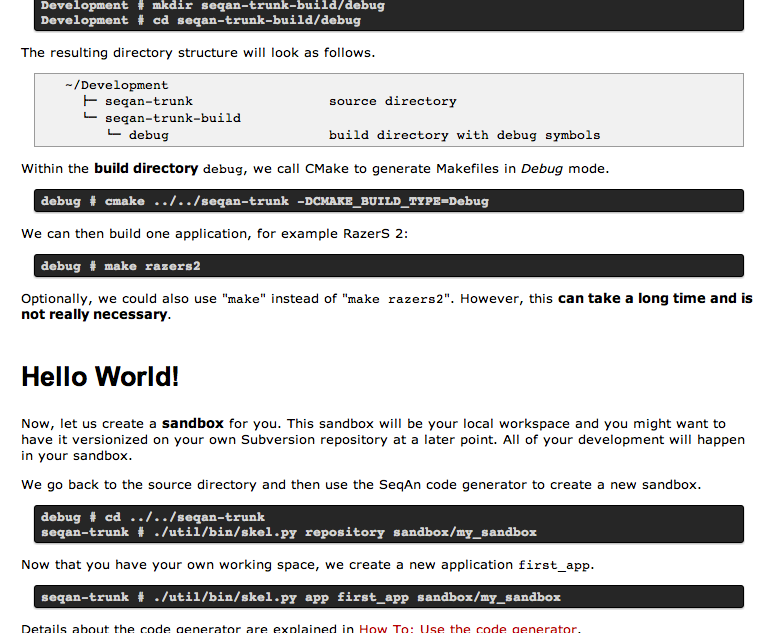 Development # mkdir seqan-trunk-build/debug
Development # cd seqan-trunk-build/debug
The resulting directory structure will look as follows.
~/Development
├─ seqan-trunk source directory
└─ seqan-trunk-build
└─ debug build directory with debug symbols
Within the build directory debug, we call CMake to generate Makefiles in Debug mode.
debug # cmake ../../seqan-trunk -DCMAKE_BUILD_TYPE=Debug
We can then build one application, for example RazerS 2:
debug # make razers2
Optionally, we could also use "make" instead of "make razers2". However, this can take a long time and is
not really necessary.
Hello World!
Now, let us create a sandbox for you. This sandbox will be your local workspace and you might want to
have it versionized on your own Subversion repository at a later point. All of your development will happen
in your sandbox.
We go back to the source directory and then use the SeqAn code generator to create a new sandbox.
debug # cd ../../seqan-trunk
seqan-trunk # ./util/bin/skel.py repository sandbox/my_sandbox
Now that you have your own working space, we create a new application first_app.
seqan-trunk # ./util/bin/skel.py app first_app sandbox/my_sandbox
Details about the code generator are explained in How To: Use the code generator.